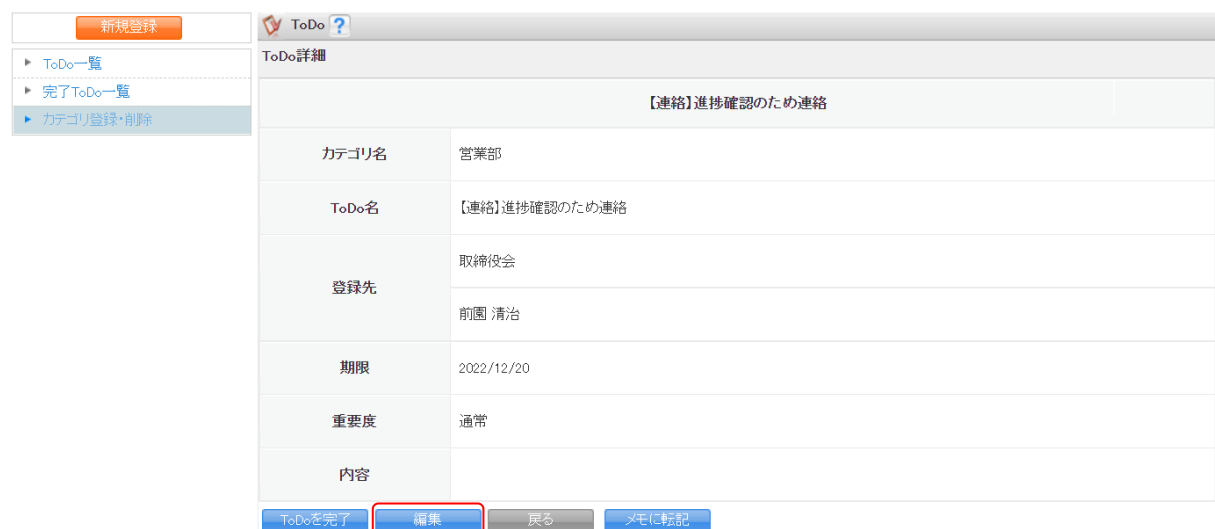 新規登録
ToDo一覧
完了ToDo一覧
カテゴリ登録・削除
ToDo ?
ToDo詳細
【連絡】進捗確認のため連絡
カテゴリ名 営業部
ToDo名 【連絡】進捗確認のため連絡
登録先 取締役会
前園 清治
期限 2022/12/20
重要度 通常
内容
ToDoを完了 編集 戻る メモに転記